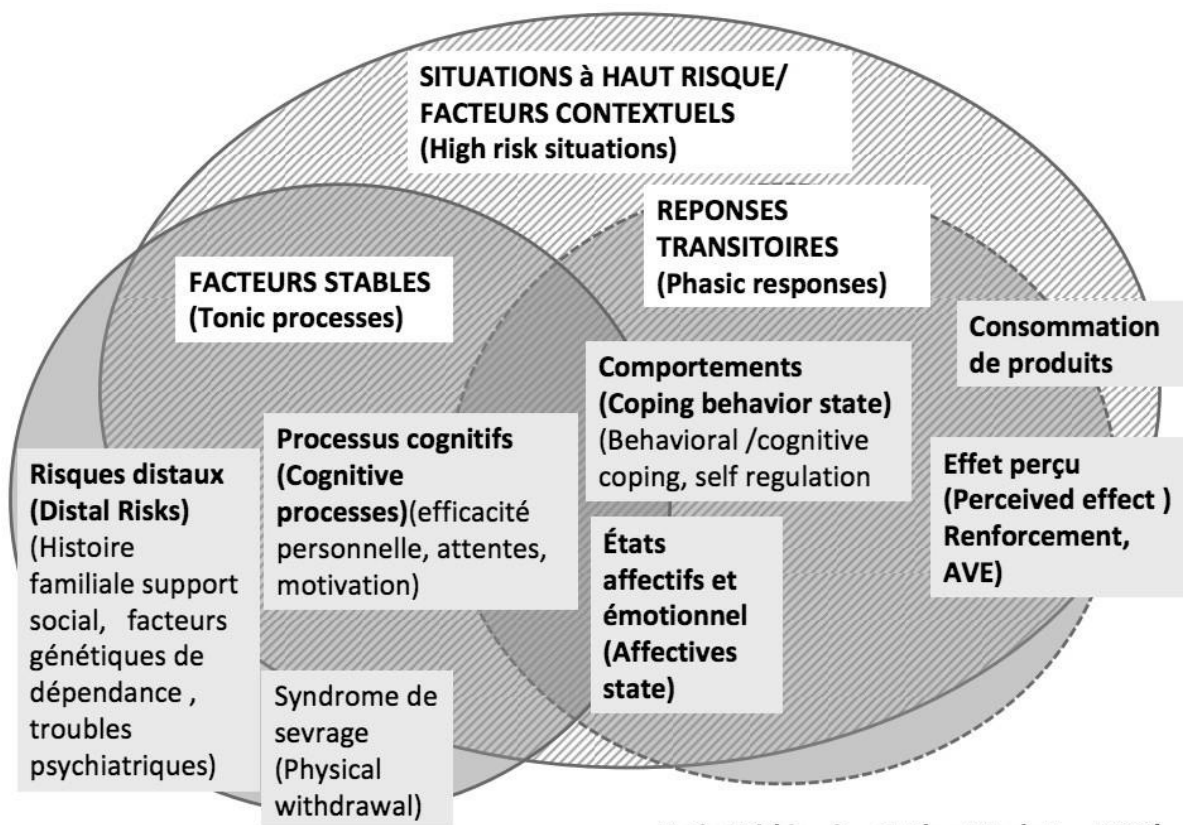 SITUATIONS à HAUT RISQUE/
FACTEURS CONTEXTUELS
(High risk situations)
REPONSES
TRANSITOIRES
(Phasic responses)
FACTEURS STABLES
(Tonic processes)
Consommation
de produits
Comportements
(Coping behavior state)
(Behavioral /cognitive
coping, self regulation
Processus cognitifs
(Cognitive
processes)(efficacité
personnelle, attentes,
motivation)
Risques distaux
(Distal Risks)
(Histoire
familiale support
social, facteurs
génétiques de
dépendance ,
troubles
psychiatriques)
Effet perçu
(Perceived effect )
Renforcement,
AVE)
États
affectifs et
émotionnel
(Affectives
state)
Syndrome de
sevrage
(Physical
withdrawal)